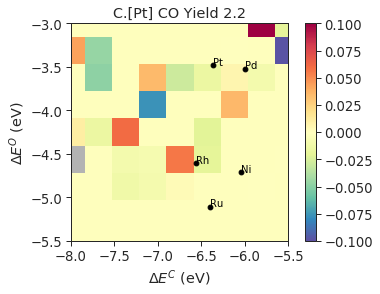 C.[Pt] CO Yield 2.2
-3.0
-3.5
-4.0
-4.5
-5.0
-5.5
ΔE^O (eV)
Pt
Pd
Rh
Ni
Ru
-8.0 -7.5 -7.0 -6.5 -6.0 -5.5
ΔE^C (eV)
0.100
0.075
0.050
0.025
0.000
-0.025
-0.050
-0.075
-0.100